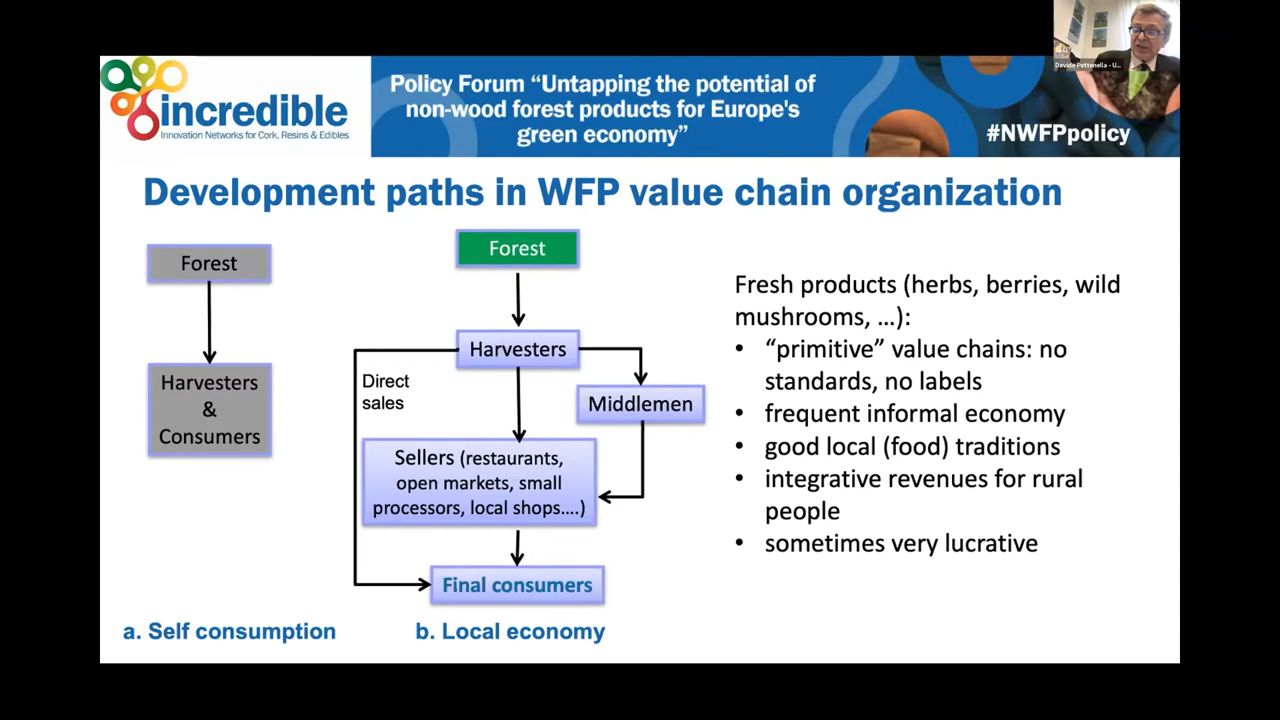 Davide Pettenella - U...
incredible
Innovation Networks for Cork, Resins & Edibles
Policy Forum “Untapping the potential of
non-wood forest products for Europe's
green economy”
#NWFPpolicy
Development paths in WFP value chain organization
Forest
Harvesters
&
Consumers
a. Self consumption
Forest
Harvesters
Direct
sales
Middlemen
Sellers (restaurants,
open markets, small
processors, local shops....)
Final consumers
b. Local economy
Fresh products (herbs, berries, wild
mushrooms, ...):
• “primitive” value chains: no
standards, no labels
• frequent informal economy
• good local (food) traditions
• integrative revenues for rural
people
• sometimes very lucrative